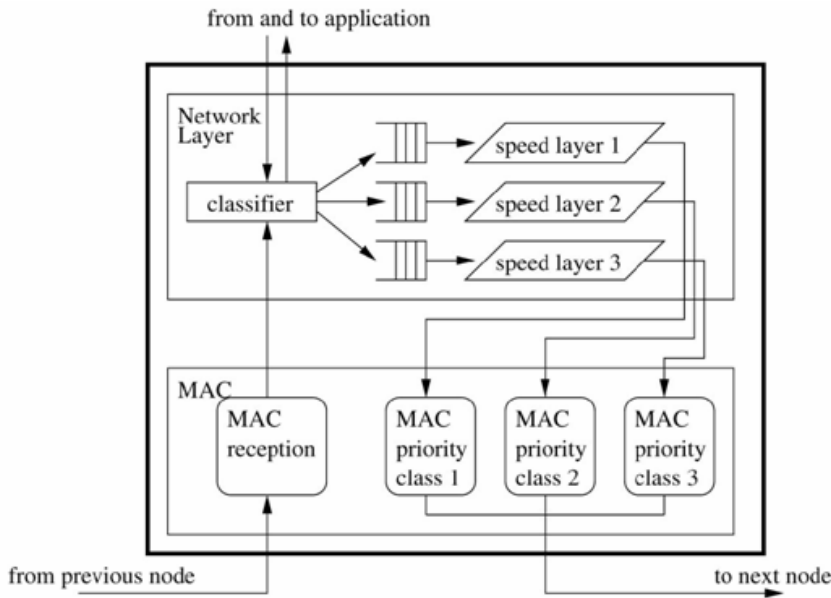 from and to application
Network
Layer
speed layer 1
classifier
speed layer 2
speed layer 3
MAC
MAC
reception
MAC
priority
class 1
MAC
priority
class 2
MAC
priority
class 3
from previous node
to next node